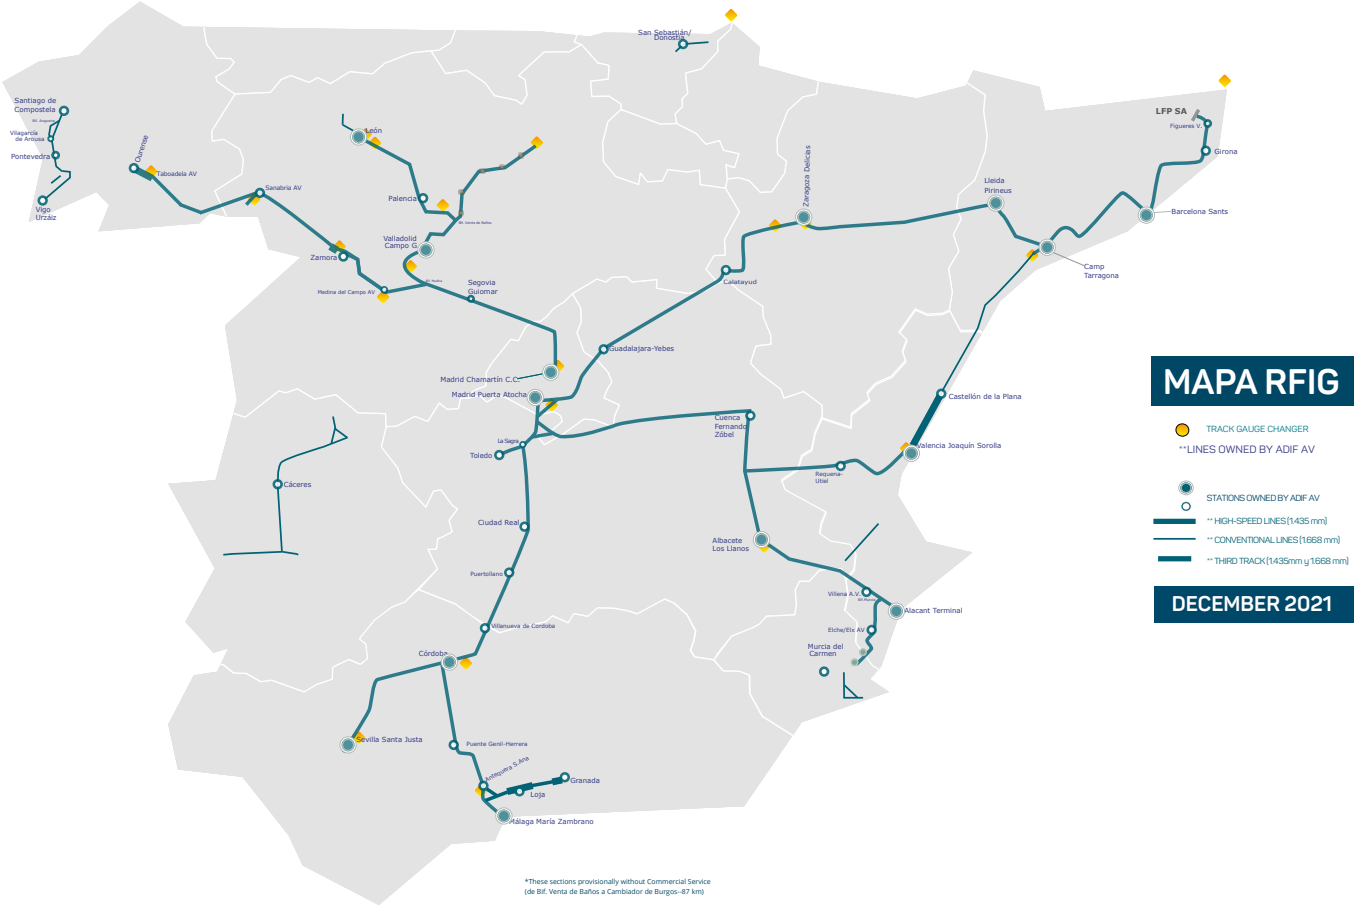 San Sebastián/
Donostia
Santiago de
Compostela
Bif. Angueira
Vilagarcía
de Arousa
Pontevedra
Vigo
Urzáiz
Ourense
Taboadela AV
Sanabria AV
León
Palencia
Bif. Venta de Baños
Valladolid
Campo G.
Zamora
Medina del Campo AV
Segovia
Guiomar
Madrid Chamartín C.C.
Madrid Puerta Atocha
Guadalajara-Yebes
Calatayud
Zaragoza Delicias
Lleida
Pirineus
LFP SA
Figueres V.
Girona
Barcelona Sants
Camp
Tarragona
Castellón de la Plana
Valencia Joaquín Sorolla
Cuenca
Fernando
Zóbel
Requena-
Utiel
La Sagra
Toledo
Cáceres
Ciudad Real
Puertollano
Villanueva de Cordoba
Córdoba
Albacete
Los Llanos
Villena A.V.
Alacant Terminal
Elche/Elx AV
Murcia del
Carmen
Sevilla Santa Justa
Puente Genil-Herrera
Antequera S.Ana
Granada
Loja
Málaga María Zambrano
MAPA RFIG
TRACK GAUGE CHANGER
**LINES OWNED BY ADIF AV
STATIONS OWNED BY ADIF AV
** HIGH-SPEED LINES (1.435 mm)
** CONVENTIONAL LINES (1.668 mm)
** THIRD TRACK (1.435mm y 1.668 mm)
DECEMBER 2021
*These sections provisionally without Commercial Service
(de Bif. Venta de Baños a Cambiador de Burgos--87 km)